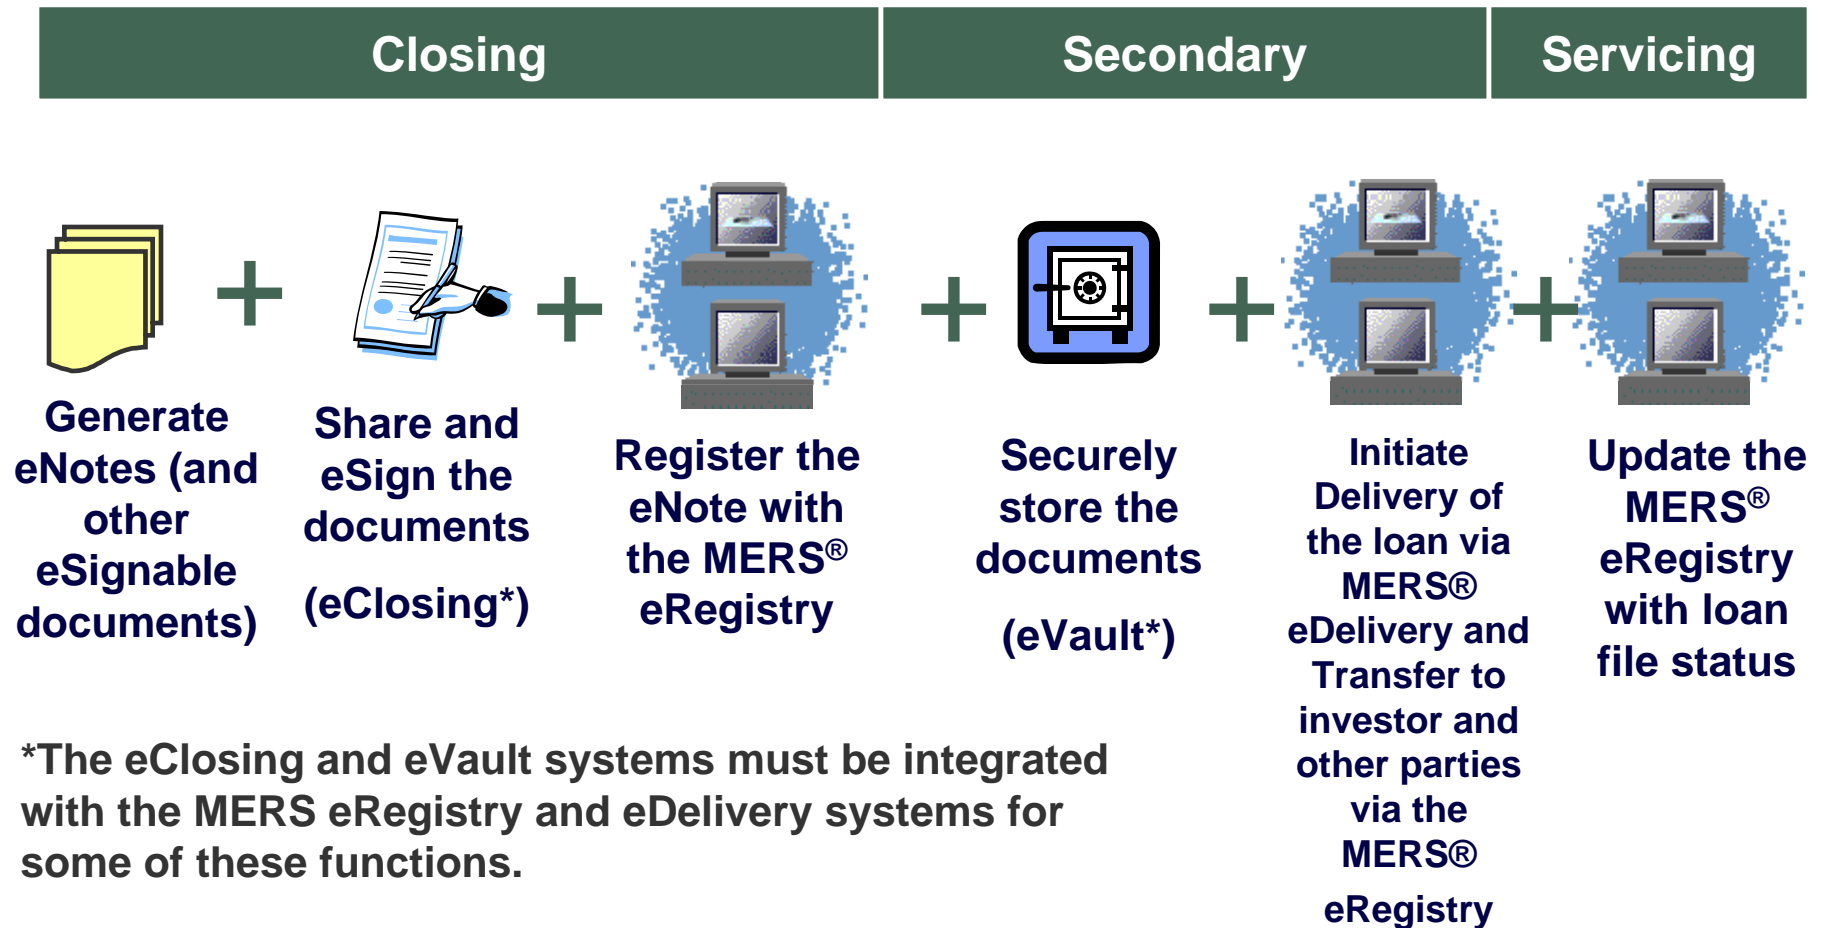 Closing
Secondary
Servicing
Generate
eNotes (and
other
eSignable
documents)
Share and
eSign the
documents
(eClosing*)
Register the
eNote with
the MERS®
eRegistry
Securely
store the
documents
(eVault*)
Initiate
Delivery of
the loan via
MERS®
eDelivery and
Transfer to
investor and
other parties
via the
MERS®
eRegistry
Update the
MERS®
eRegistry
with loan
file status
*The eClosing and eVault systems must be integrated
with the MERS eRegistry and eDelivery systems for
some of these functions.